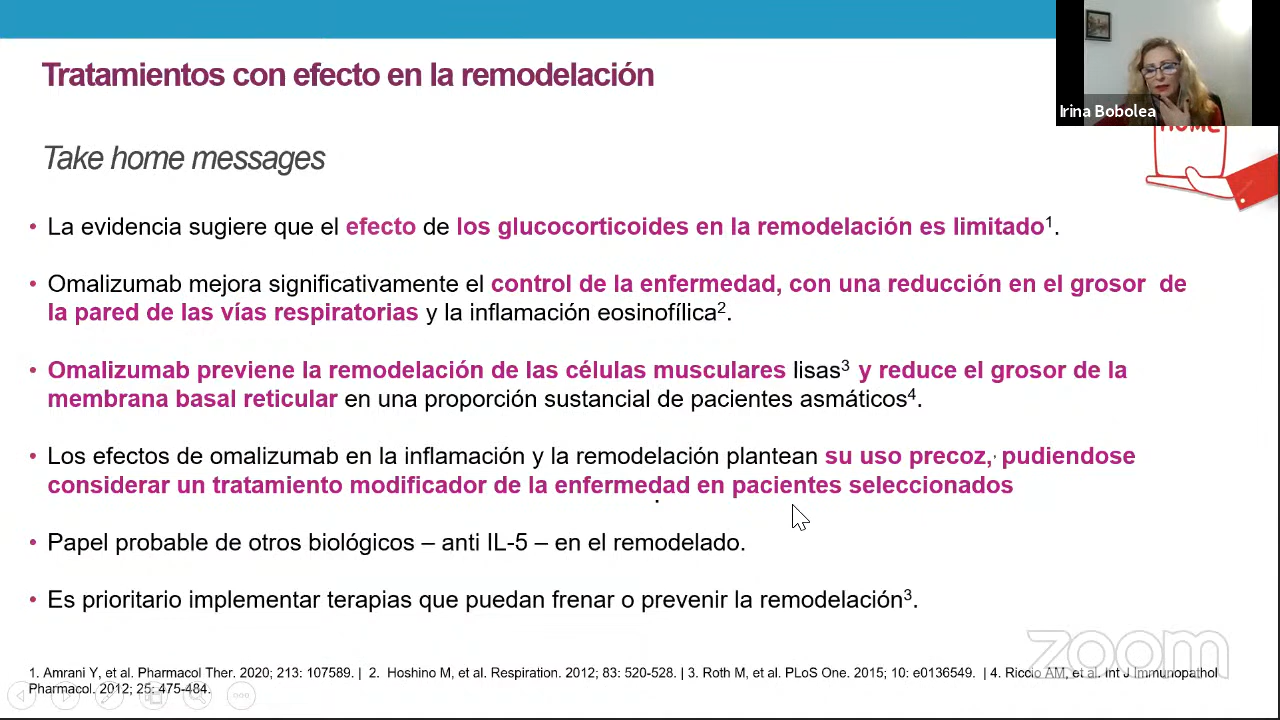 Tratamientos con efecto en la remodelación
Irina Bobolea
HOME
Take home messages
• La evidencia sugiere que el efecto de los glucocorticoides en la remodelación es limitado¹.
• Omalizumab mejora significativamente el control de la enfermedad, con una reducción en el grosor de
la pared de las vías respiratorias y la inflamación eosinofílica².
• Omalizumab previene la remodelación de las células musculares lisas³ y reduce el grosor de la
membrana basal reticular en una proporción sustancial de pacientes asmáticos⁴.
• Los efectos de omalizumab en la inflamación y la remodelación plantean su uso precoz, pudiendose
considerar un tratamiento modificador de la enfermedad en pacientes seleccionados
.
• Papel probable de otros biológicos – anti IL-5 – en el remodelado.
• Es prioritario implementar terapias que puedan frenar o prevenir la remodelación³.
zoom
1. Amrani Y, et al. Pharmacol Ther. 2020; 213: 107589. | 2. Hoshino M, et al. Respiration. 2012; 83: 520-528. | 3. Roth M, et al. PLoS One. 2015; 10: e0136549. | 4. Riccio AM, et al. Int J Immunopathol
Pharmacol. 2012; 25: 475-484.